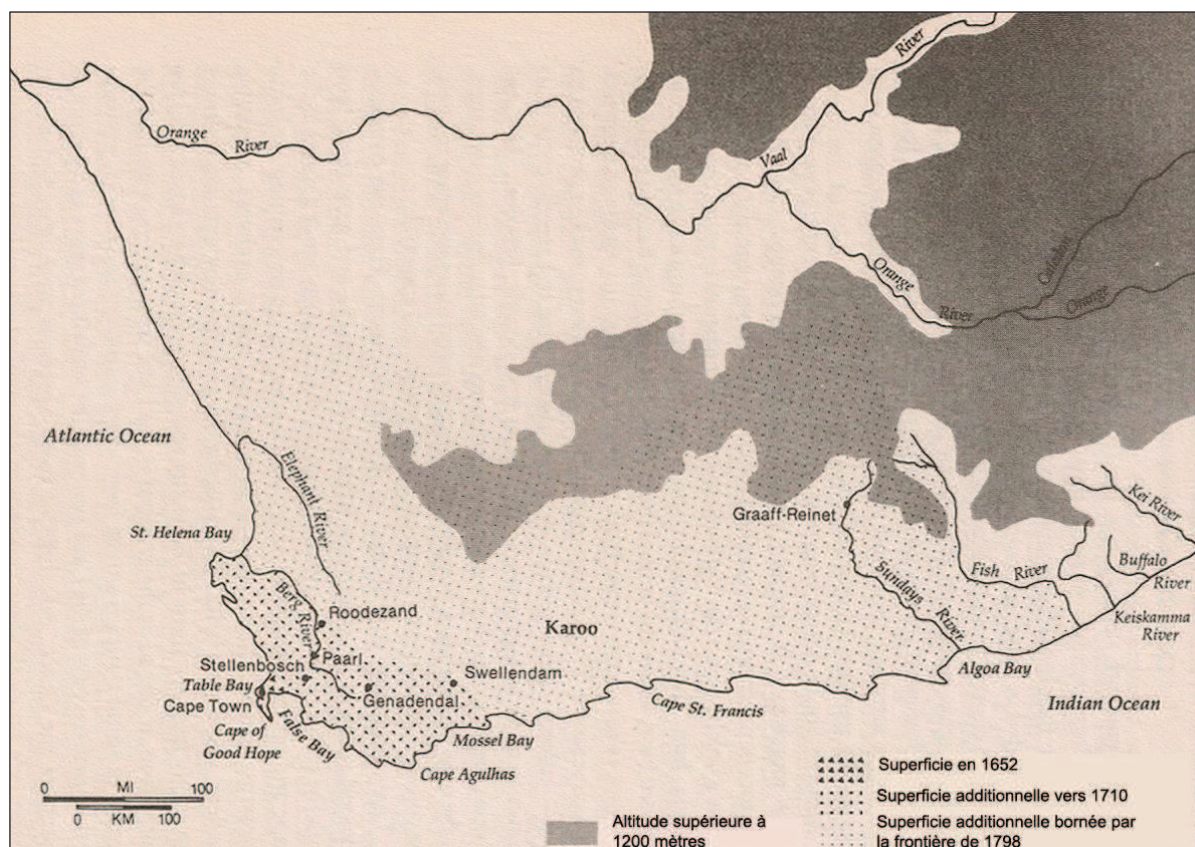 River
Orange
River
Vaal
Orange
River
Caledon
Orange
Atlantic Ocean
Elephant River
St. Helena Bay
Graaff-Reinet
Kei River
Buffalo
River
Fish River
Sundays
River
Keiskamma
River
Berg River
Roodezand
Karoo
Paarl
Stellenbosch
Swellendam
Algoa Bay
Table Bay
Genadendal
Cape Town
Cape St. Francis
Indian Ocean
Cape of
Good Hope
False Bay
Mossel Bay
Cape Agulhas
MI
0 100
KM
0 100
Superficie en 1652
Superficie additionnelle vers 1710
Altitude supérieure à
1200 mètres
Superficie additionnelle bornée par
la frontière de 1798